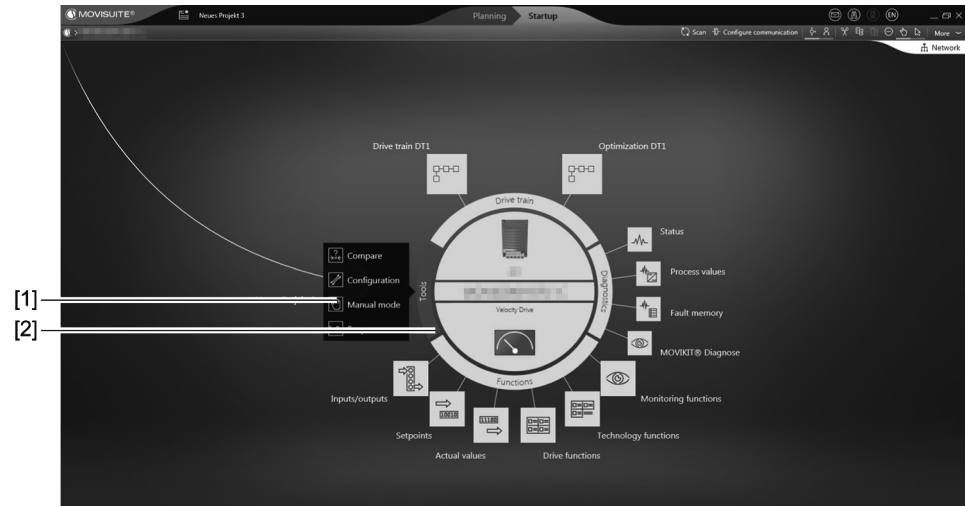 MOVISUITE®
Neues Projekt 3
Planning
Startup
EN
Scan
Configure communication
More
Network
Drive train DT1
Optimization DT1
Drive train
Status
Compare
Configuration
Process values
[1]
Manual mode
Tools
Diagnostics
Velocity Drive
Fault memory
[2]
MOVIKIT® Diagnose
Functions
Inputs/outputs
Monitoring functions
Setpoints
Technology functions
Actual values
Drive functions